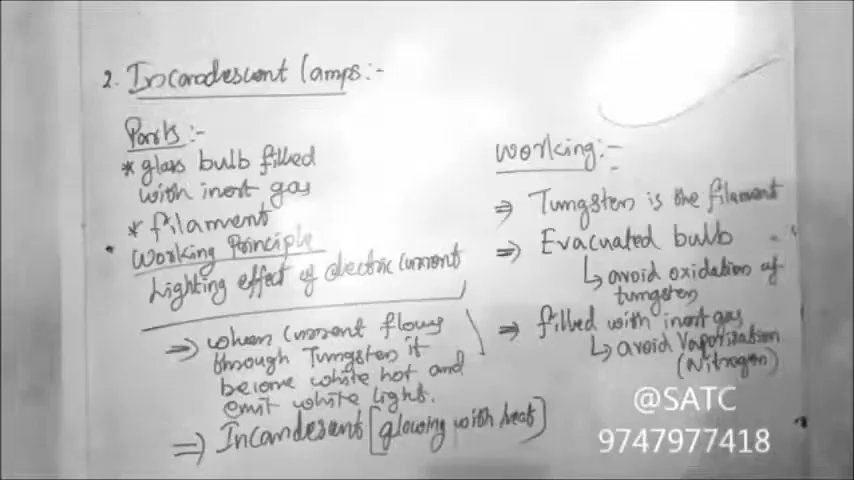 2. Incandescent lamps:-
Parts:-
* glass bulb filled
with inert gas
* filament
• Working Principle
Lighting effect of electric current
⇒ when current flows
through Tungsten it
become white hot and
emit white light.
⇒ Incandesent [glowing with heat]
Working:-
⇒ Tungsten is the filament
⇒ Evacuated bulb
↳ avoid oxidation of
tungsten
⇒ filled with inert gas
↳ avoid vaporisation
(Nitrogen)
@SATC
9747977418